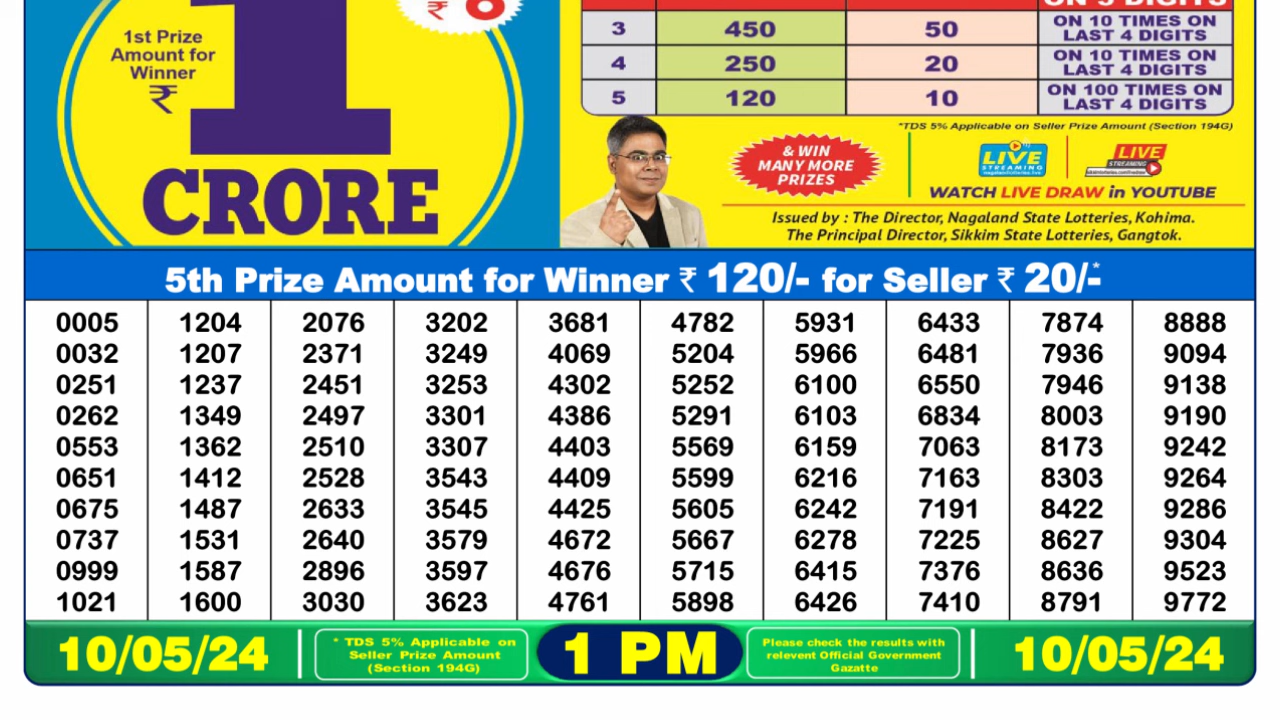 ₹ 6
1st Prize
Amount for
Winner
₹
1
CRORE
ON 5 DIGITS
3 450 50 ON 10 TIMES ON LAST 4 DIGITS
4 250 20 ON 10 TIMES ON LAST 4 DIGITS
5 120 10 ON 100 TIMES ON LAST 4 DIGITS
*TDS 5% Applicable on Seller Prize Amount (Section 194G)
& WIN
MANY MORE
PRIZES
LIVE
STREAMING
LIVE
STREAMING
WATCH LIVE DRAW in YOUTUBE
Issued by : The Director, Nagaland State Lotteries, Kohima.
The Principal Director, Sikkim State Lotteries, Gangtok.
5th Prize Amount for Winner ₹ 120/- for Seller ₹ 20/-*
0005 1204 2076 3202 3681 4782 5931 6433 7874 8888
0032 1207 2371 3249 4069 5204 5966 6481 7936 9094
0251 1237 2451 3253 4302 5252 6100 6550 7946 9138
0262 1349 2497 3301 4386 5291 6103 6834 8003 9190
0553 1362 2510 3307 4403 5569 6159 7063 8173 9242
0651 1412 2528 3543 4409 5599 6216 7163 8303 9264
0675 1487 2633 3545 4425 5605 6242 7191 8422 9286
0737 1531 2640 3579 4672 5667 6278 7225 8627 9304
0999 1587 2896 3597 4676 5715 6415 7376 8636 9523
1021 1600 3030 3623 4761 5898 6426 7410 8791 9772
10/05/24
* TDS 5% Applicable on
Seller Prize Amount
(Section 194G)
1 PM
Please check the results with
relevent Official Government
Gazatte
10/05/24